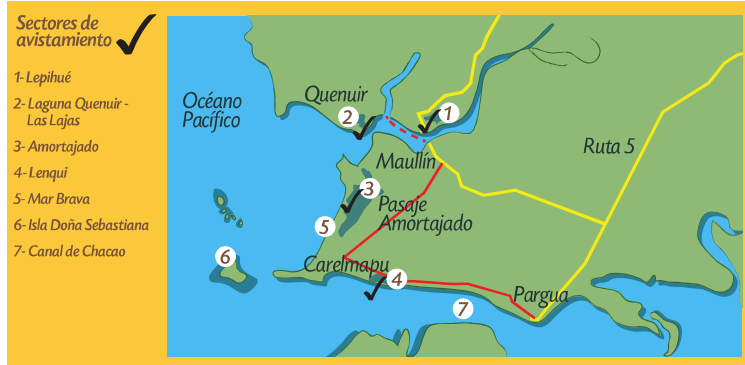 Sectores de
avistamiento
1- Lepihué
2- Laguna Quenuir -
Las Lajas
3- Amortajado
4- Lenqui
5- Mar Brava
6- Isla Doña Sebastiana
7- Canal de Chacao
Océano
Pacífico
Quenuir
2
1
Maullín
Ruta 5
3
Pasaje
Amortajado
5
6
Carelmapu
4
Pargua
7